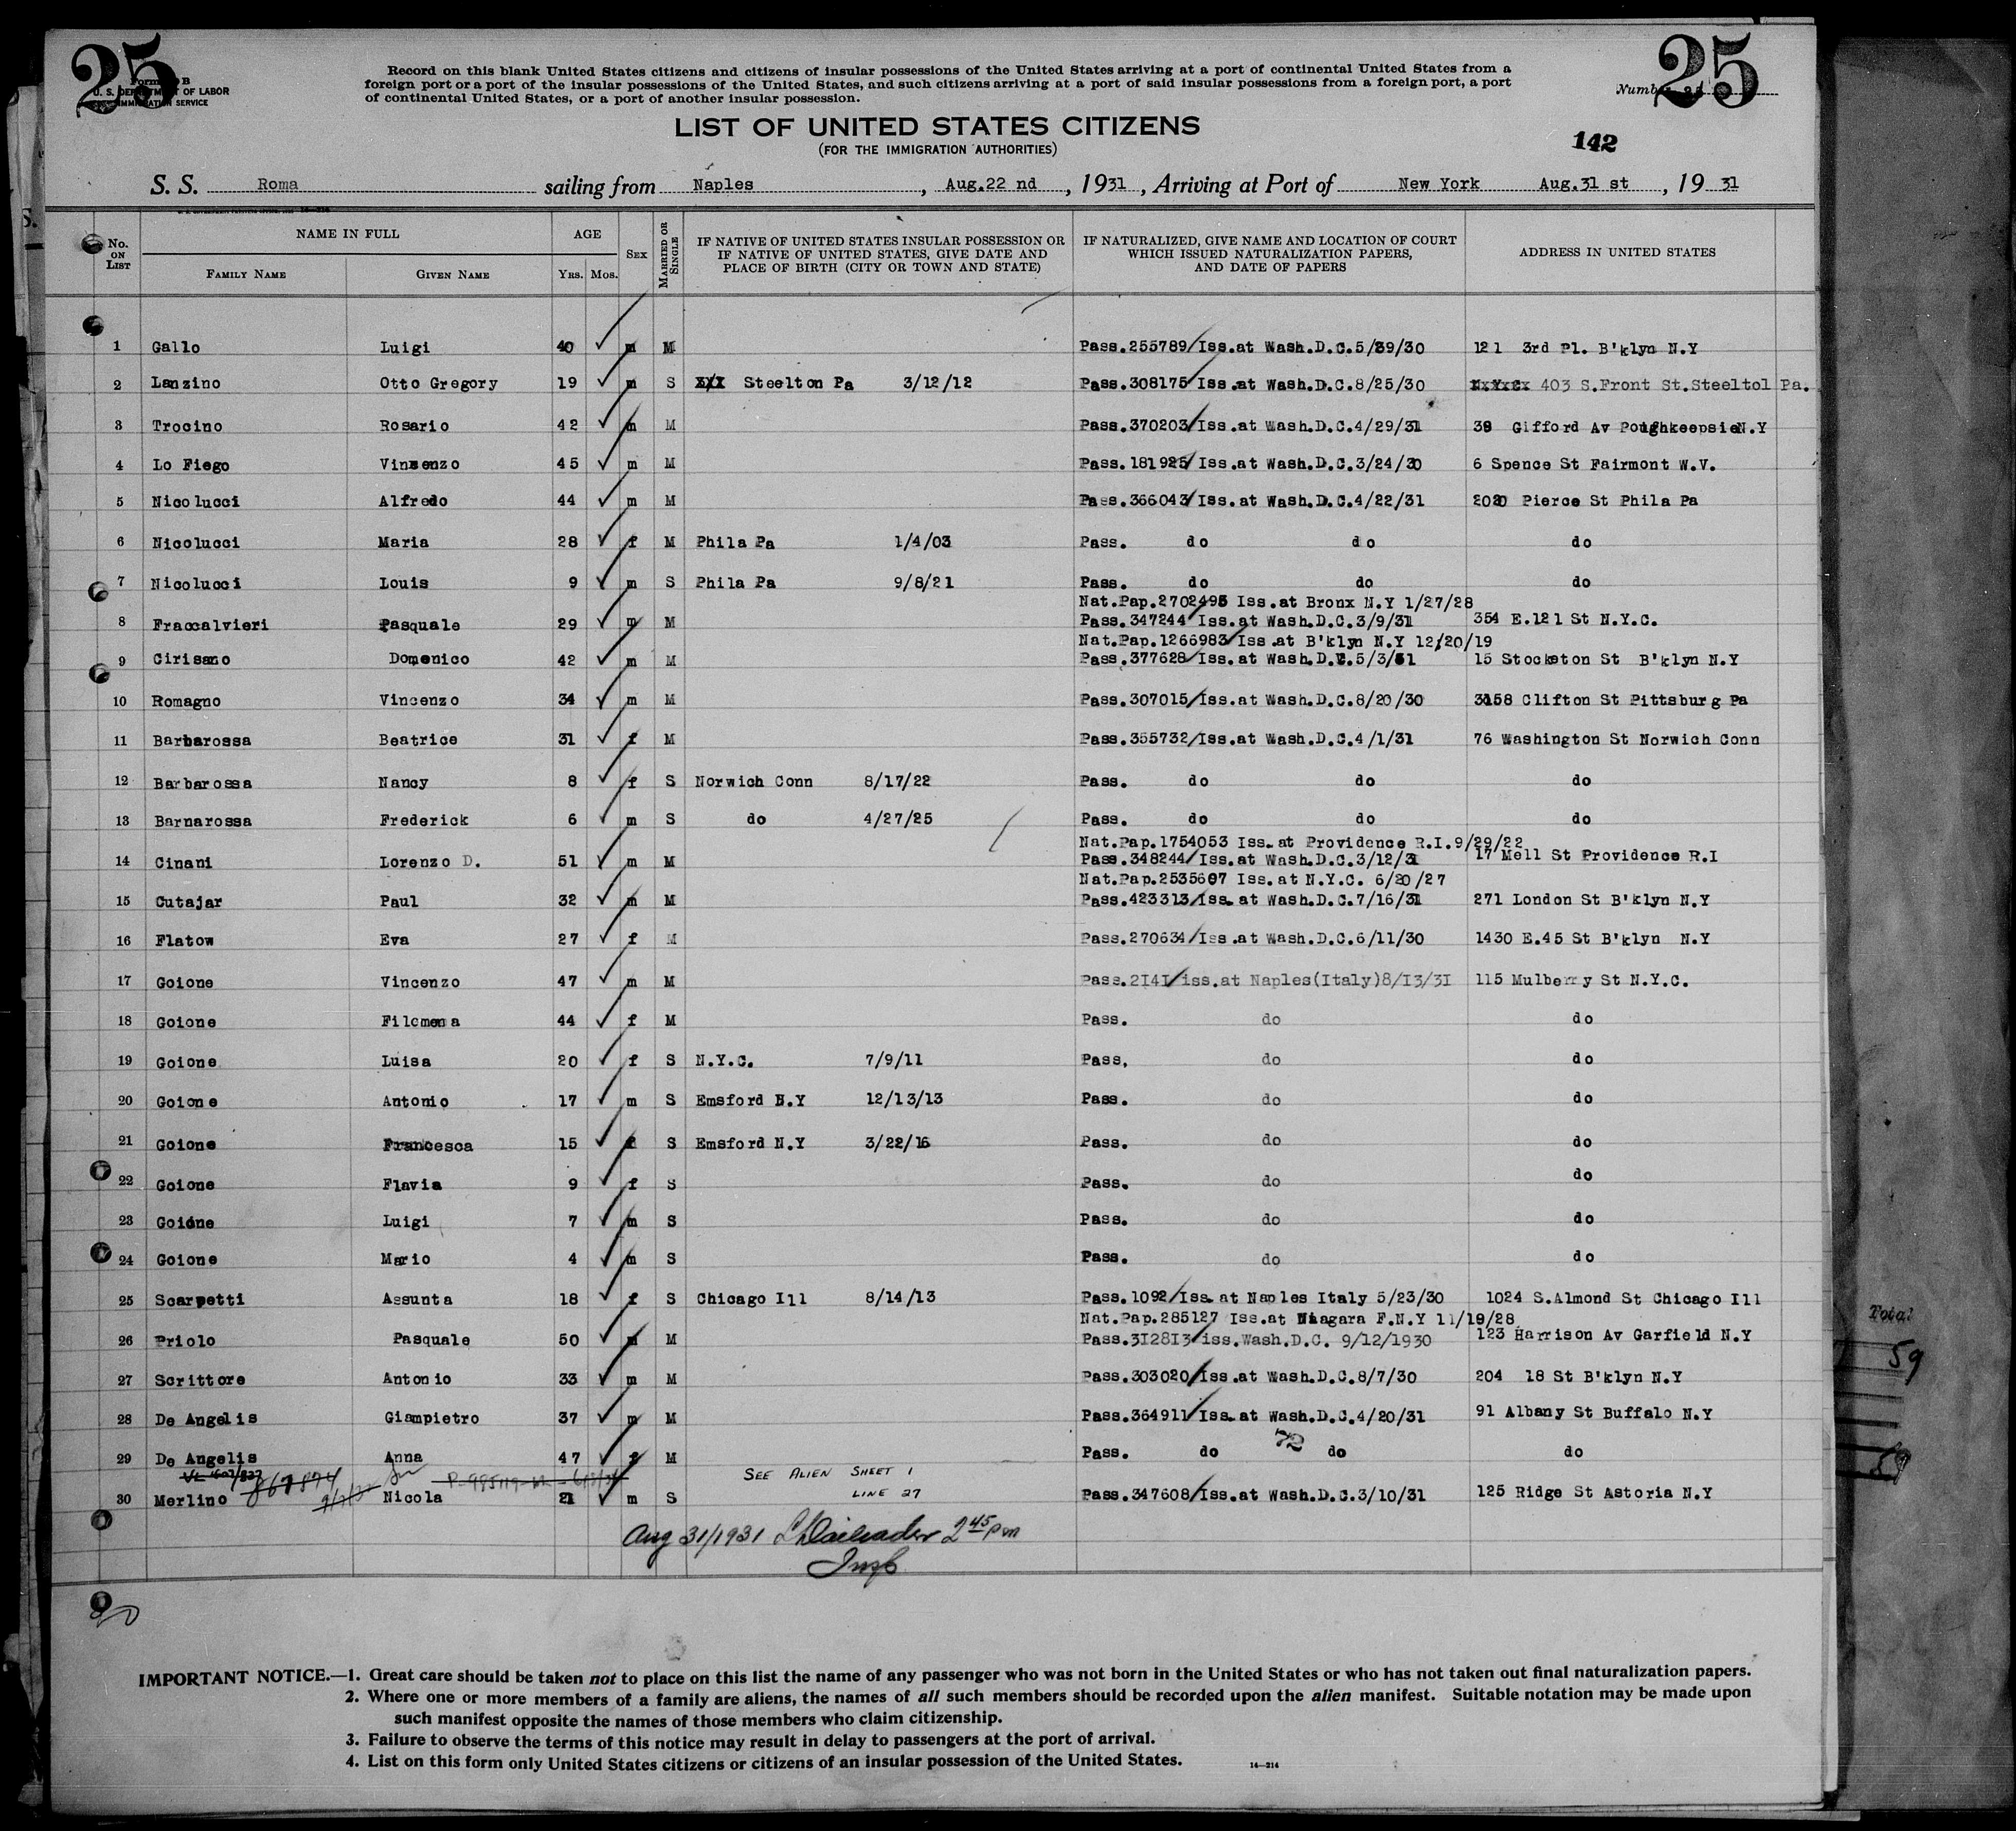 25
25
Form B
U. S. DEPARTMENT OF LABOR
IMMIGRATION SERVICE
Number 25
Record on this blank United States citizens and citizens of insular possessions of the United States arriving at a port of continental United States from a
foreign port or a port of the insular possessions of the United States, and such citizens arriving at a port of said insular possessions from a foreign port, a port
of continental United States, or a port of another insular possession.
LIST OF UNITED STATES CITIZENS
(FOR THE IMMIGRATION AUTHORITIES)
142
S. S. Roma sailing from Naples, Aug.22 nd, 1931, Arriving at Port of New York Aug.31 st, 19 31
No. ON LIST NAME IN FULL AGE SEX MARRIED OR SINGLE IF NATIVE OF UNITED STATES INSULAR POSSESSION OR IF NATIVE OF UNITED STATES, GIVE DATE AND PLACE OF BIRTH (CITY OR TOWN AND STATE) IF NATURALIZED, GIVE NAME AND LOCATION OF COURT WHICH ISSUED NATURALIZATION PAPERS, AND DATE OF PAPERS ADDRESS IN UNITED STATES
FAMILY NAME GIVEN NAME YRS. MOS.
1 Gallo Luigi 40 m M Pass.255789/Iss.at Wash.D.C.5/39/30 121 3rd Pl. B'klyn N.Y
2 Lanzino Otto Gregory 19 m S Steelton Pa 3/12/12 Pass.308175/Iss.at Wash.D.C.8/25/30 403 S.Front St.Steeltol Pa.
3 Trocino Rosario 42 m M Pass.370203/Iss.at Wash.D.C.4/29/31 39 Gifford Av Poughkeepsie N.Y
4 Lo Fiego Vinzenzo 45 m M Pass.181925/Iss.at Wash.D.C.3/24/30 6 Spence St Fairmont W.V.
5 Nicolucci Alfredo 44 m M Pass.366043/Iss.at Wash.D.C.4/22/31 2020 Pierce St Phila Pa
6 Nicolucci Maria 28 f M Phila Pa 1/4/03 Pass. do do do
7 Nicolucci Louis 9 m S Phila Pa 9/8/21 Pass. do do do
Nat.Pap.2702495 Iss.at Bronx N.Y 1/27/28
8 Fraccalvieri Pasquale 29 m M Pass.347244/Iss.at Wash.D.C.3/9/31 354 E.121 St N.Y.C.
Nat.Pap.1266983/Iss.at B'klyn N.Y 12/20/19
9 Cirisano Domenico 42 m M Pass.377628/Iss.at Wash.D.C.5/3/31 15 Stockton St B'klyn N.Y
10 Romagno Vincenzo 34 m M Pass.307015/Iss.at Wash.D.C.8/20/30 3158 Clifton St Pittsburg Pa
11 Barbarossa Beatrice 31 f M Pass.355732/Iss.at Wash.D.C.4/1/31 76 Washington St Norwich Conn
12 Barbarossa Nancy 8 f S Norwich Conn 8/17/22 Pass. do do do
13 Barnarossa Frederick 6 m S do 4/27/25 Pass. do do do
Nat.Pap.1754053 Iss.at Providence R.I.9/29/22
14 Cinani Lorenzo D. 51 m M Pass.348244/Iss.at Wash.D.C.3/12/31 17 Mell St Providence R.I
Nat.Pap.2535607 Iss.at N.Y.C. 6/20/27
15 Cutajar Paul 32 m M Pass.423313/Iss.at Wash.D.C.7/16/31 271 London St B'klyn N.Y
16 Flatow Eva 27 f M Pass.270634/Iss.at Wash.D.C.6/11/30 1430 E.45 St B'klyn N.Y
17 Goione Vincenzo 47 m M Pass.2141/iss.at Naples(Italy)8/13/31 115 Mulberry St N.Y.C.
18 Goione Filomena 44 f M Pass. do do
19 Goione Luisa 20 f S N.Y.C. 7/9/11 Pass. do do
20 Goione Antonio 17 m S Emsford N.Y 12/13/13 Pass. do do
21 Goione Francesca 15 f S Emsford N.Y 3/22/16 Pass. do do
22 Goione Flavia 9 f S Pass. do do
23 Goione Luigi 7 m S Pass. do do
24 Goione Mario 4 m S Pass. do do
25 Scarpetti Assunta 18 f S Chicago Ill 8/14/13 Pass.1092/Iss.at Naples Italy 5/23/30 1024 S.Almond St Chicago Ill
Nat.Pap.285127 Iss.at Niagara F.N.Y 11/19/28
26 Priolo Pasquale 50 m M Pass.312813/iss.Wash.D.C. 9/12/1930 123 Harrison Av Garfield N.Y
27 Scrittore Antonio 33 m M Pass.303020/Iss.at Wash.D.C.8/7/30 204 18 St B'klyn N.Y
28 De Angelis Giampietro 37 m M Pass.364911/Iss.at Wash.D.C.4/20/31 91 Albany St Buffalo N.Y
29 De Angelis Anna 47 f M Pass. do 72 do do
SEE ALIEN SHEET 1
LINE 27
30 Merlino Nicola 21 m S Pass.347608/Iss.at Wash.D.C.3/10/31 125 Ridge St Astoria N.Y
Aug 31/1931 2 45 pm
Insp
Total
59
59
IMPORTANT NOTICE.—1. Great care should be taken not to place on this list the name of any passenger who was not born in the United States or who has not taken out final naturalization papers.
2. Where one or more members of a family are aliens, the names of all such members should be recorded upon the alien manifest. Suitable notation may be made upon
such manifest opposite the names of those members who claim citizenship.
3. Failure to observe the terms of this notice may result in delay to passengers at the port of arrival.
4. List on this form only United States citizens or citizens of an insular possession of the United States.
14—214